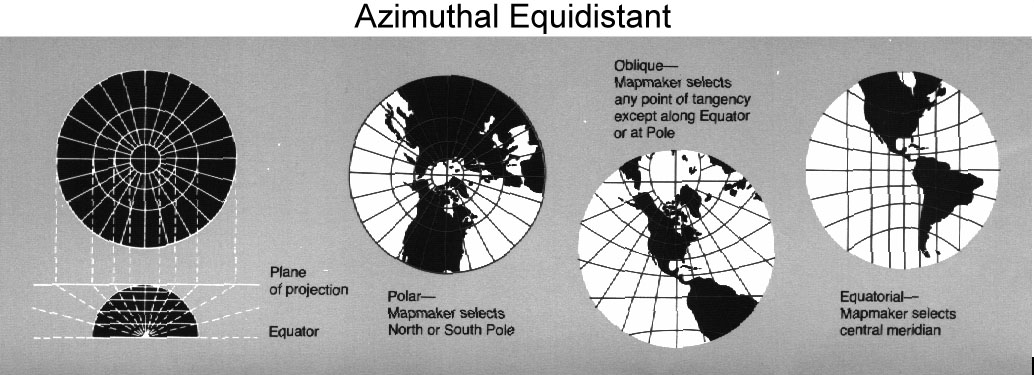 Azimuthal Equidistant
Plane
of projection
Equator
Polar—
Mapmaker selects
North or South Pole
Oblique—
Mapmaker selects
any point of tangency
except along Equator
or at Pole
Equatorial—
Mapmaker selects
central meridian